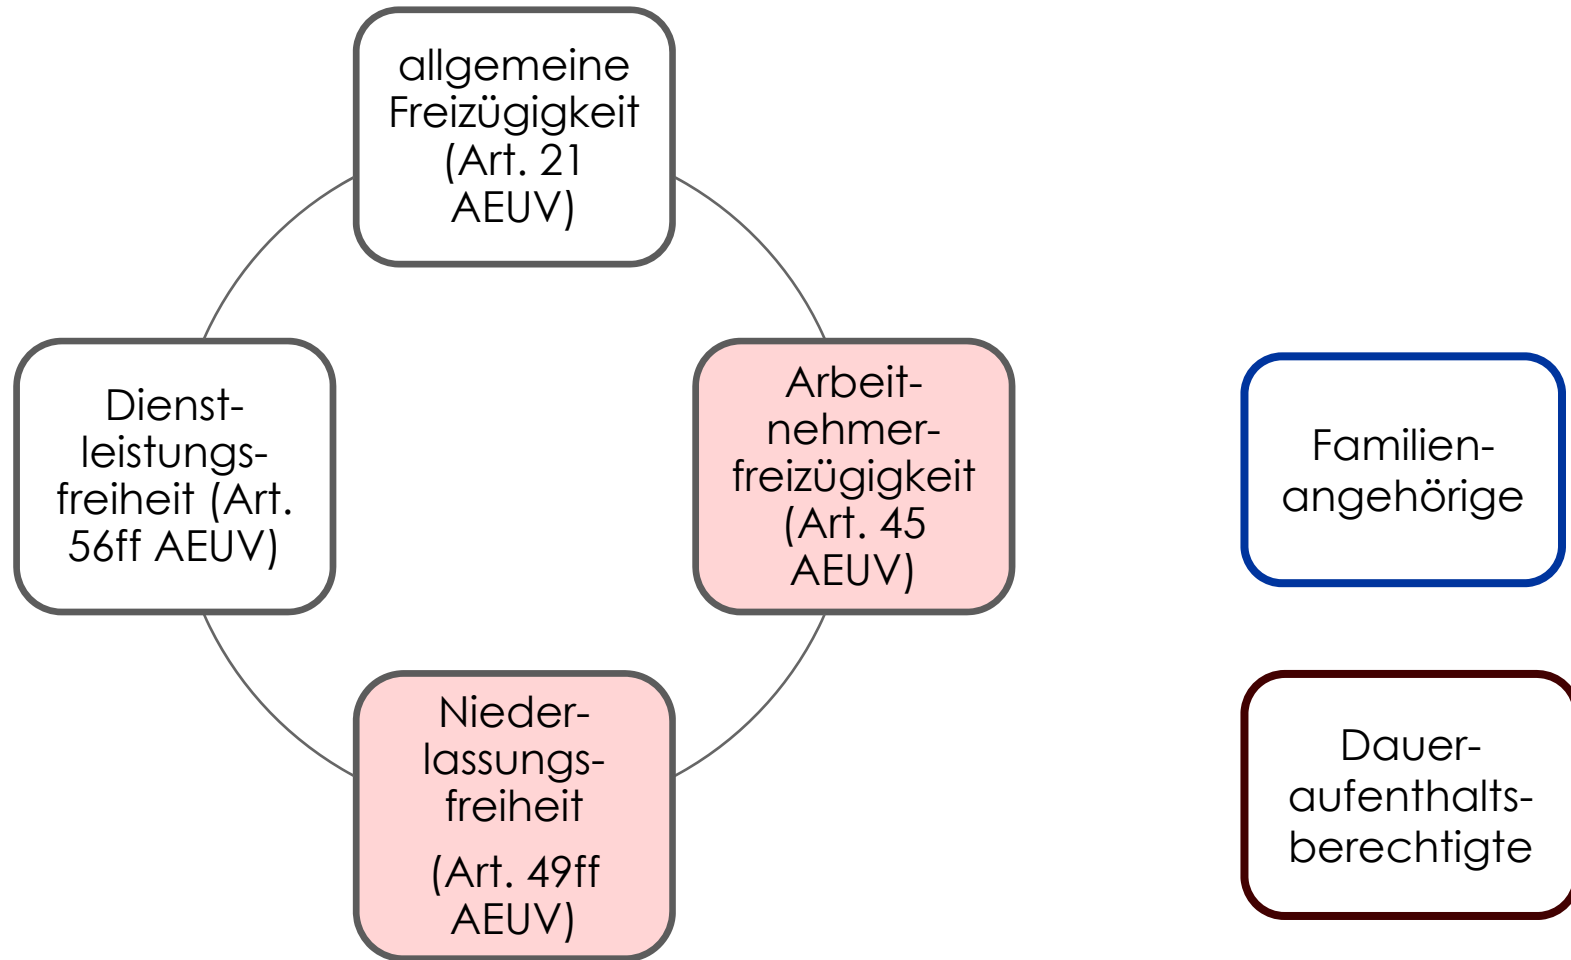 allgemeine
Freizügigkeit
(Art. 21
AEUV)
Dienst-
leistungs-
freiheit (Art.
56ff AEUV)
Arbeit-
nehmer-
freizügigkeit
(Art. 45
AEUV)
Nieder-
lassungs-
freiheit
(Art. 49ff
AEUV)
Familien-
angehörige
Dauer-
aufenthalts-
berechtigte